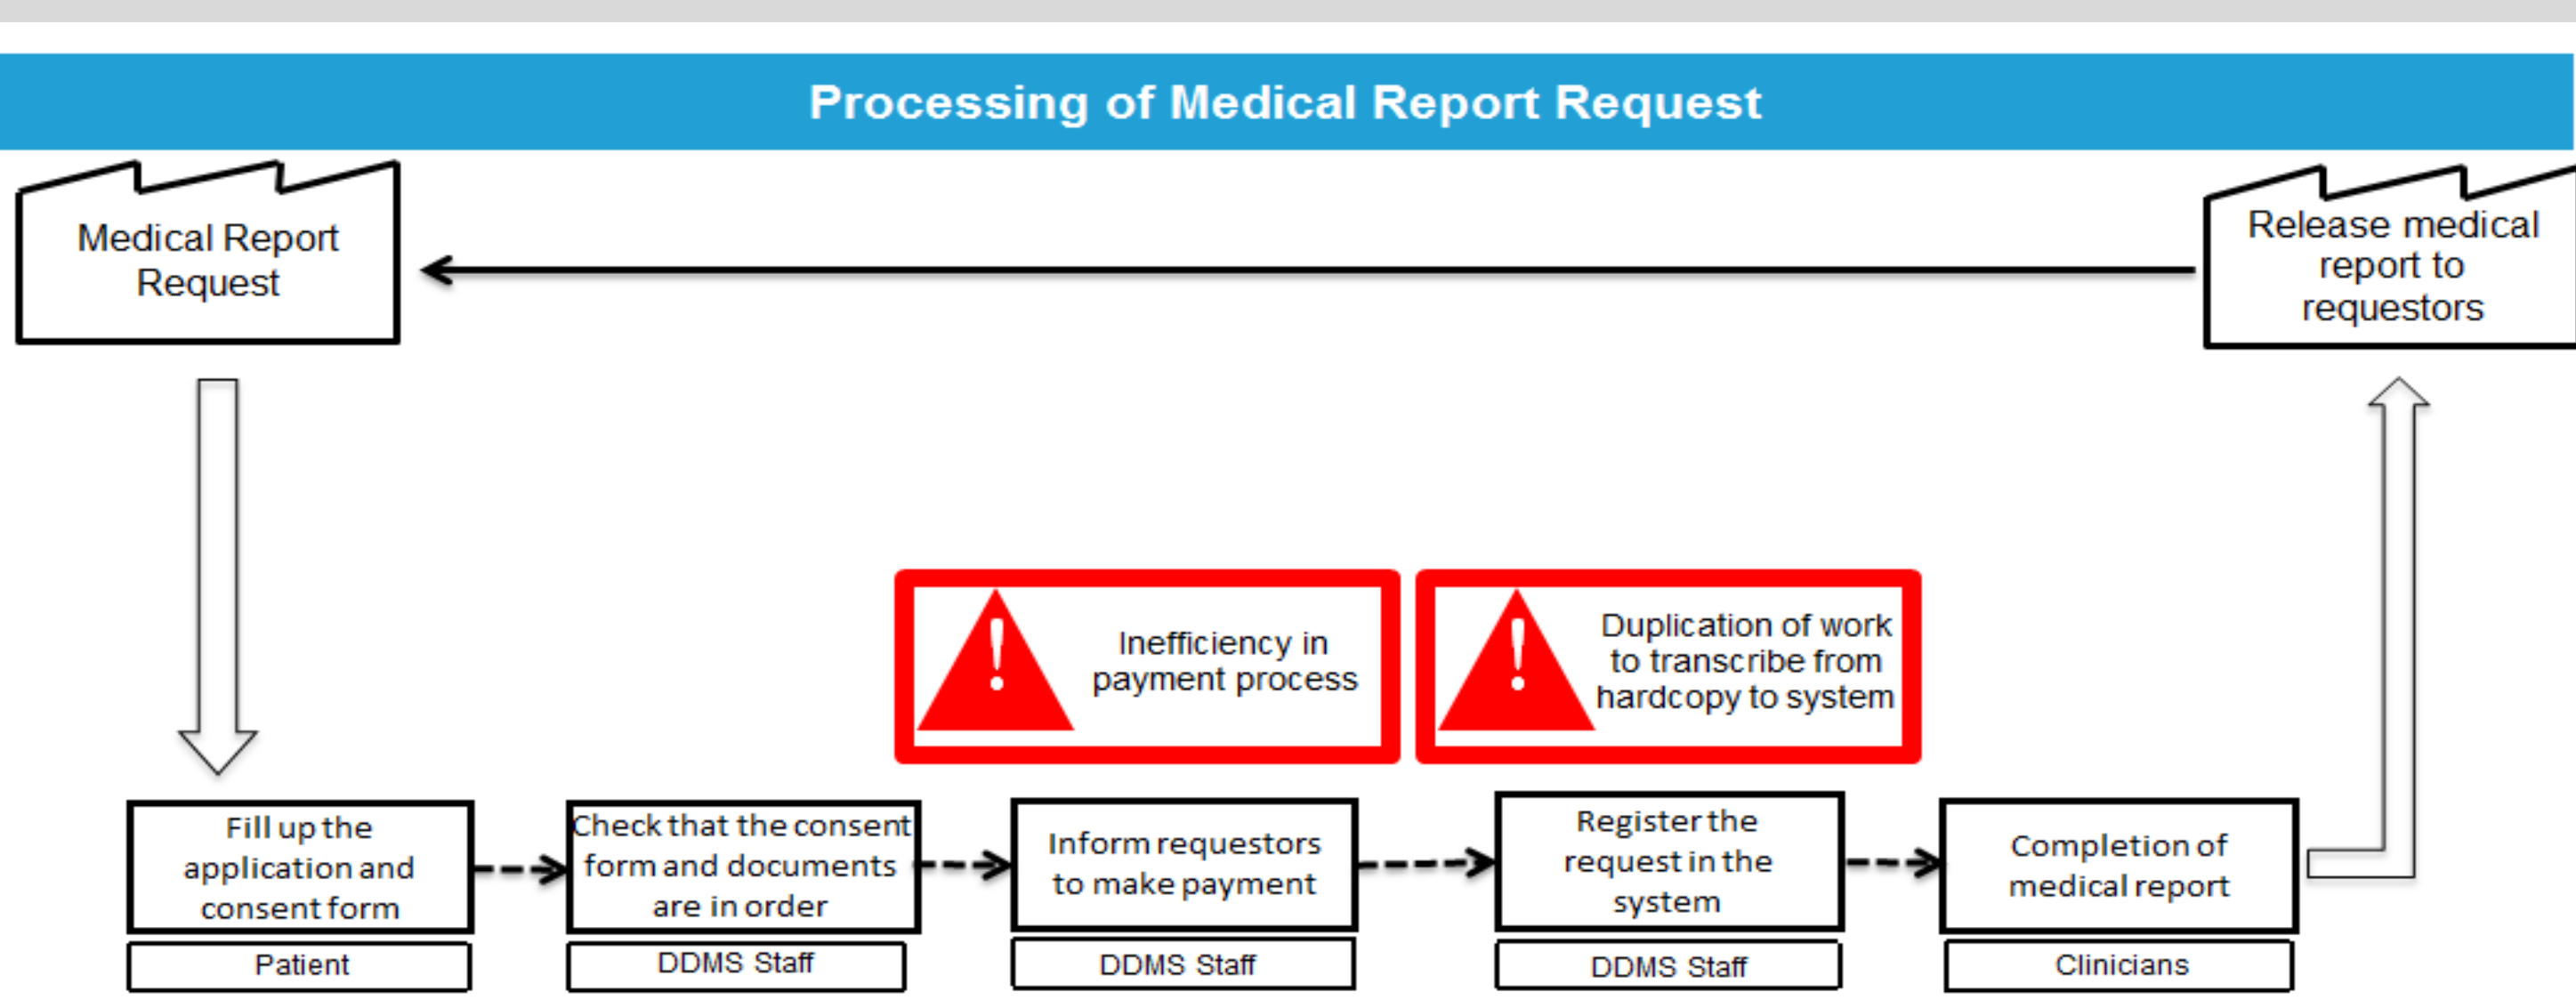 Processing of Medical Report Request
Medical Report
Request
Release medical
report to
requestors
Inefficiency in
payment process
Duplication of work
to transcribe from
hardcopy to system
Fill up the
application and
consent form
Patient
Check that the consent
form and documents
are in order
DDMS Staff
Inform requestors
to make payment
DDMS Staff
Register the
request in the
system
DDMS Staff
Completion of
medical report
Clinicians